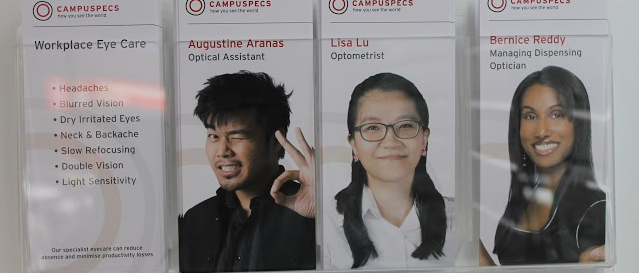 CAMPUSPECS
how you see the world
Workplace Eye Care
• Headaches
• Blurred Vision
• Dry Irritated Eyes
• Neck & Backache
• Slow Refocusing
• Double Vision
• Light Sensitivity
Our specialist eyecare can reduce
absence and minimise productivity losses
CAMPUSPECS
how you see the world
Augustine Aranas
Optical Assistant
CAMPUSPECS
how you see the world
Lisa Lu
Optometrist
CAMPUSPECS
how you see the world
Bernice Reddy
Managing Dispensing
Optician